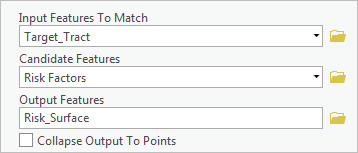 Input Features To Match
Target_Tract
Candidate Features
Risk Factors
Output Features
Risk_Surface
Collapse Output To Points